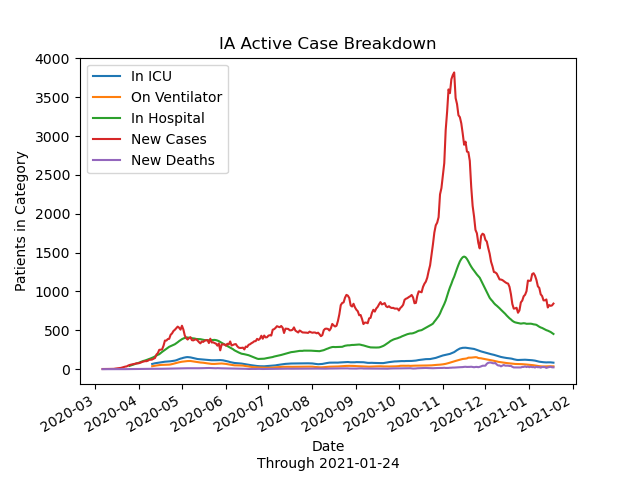 IA Active Case Breakdown
In ICU
On Ventilator
In Hospital
New Cases
New Deaths
Patients in Category
4000
3500
3000
2500
2000
1500
1000
500
0
2020-03
2020-04
2020-05
2020-06
2020-07
2020-08
2020-09
2020-10
2020-11
2020-12
2021-01
2021-02
Date
Through 2021-01-24